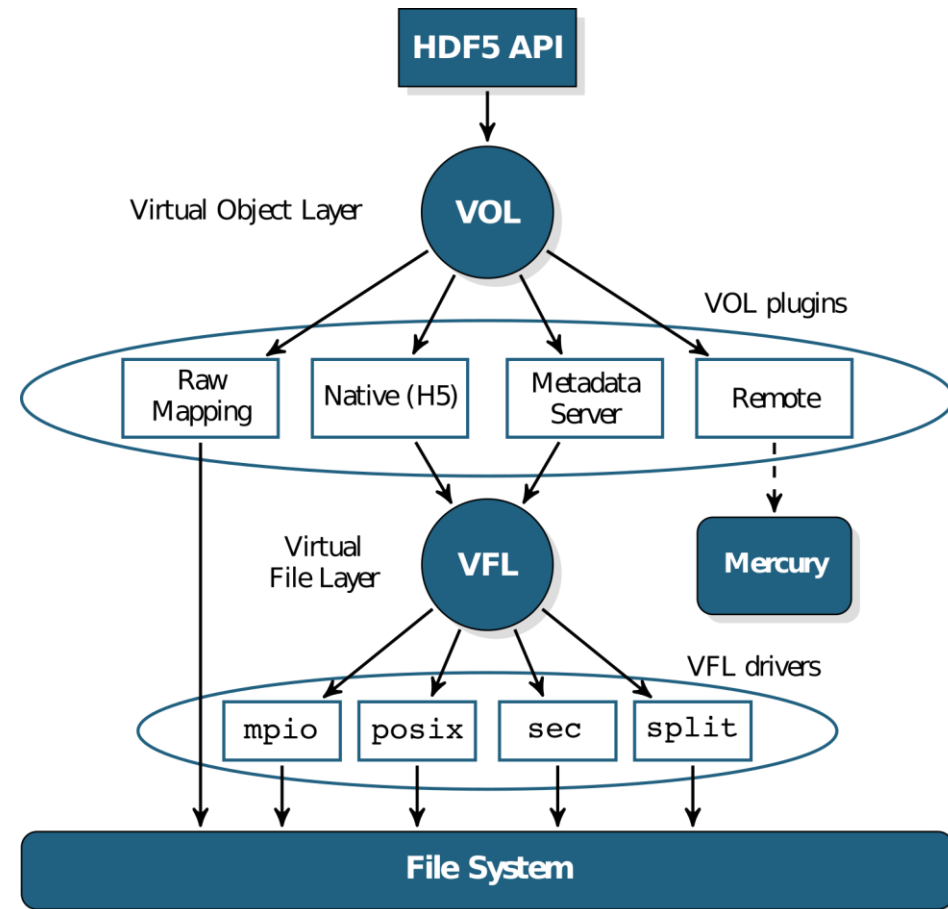 HDF5 API
Virtual Object Layer
VOL
VOL plugins
Raw
Mapping
Native (H5)
Metadata
Server
Remote
Virtual
File Layer
VFL
Mercury
VFL drivers
mpio
posix
sec
split
File System